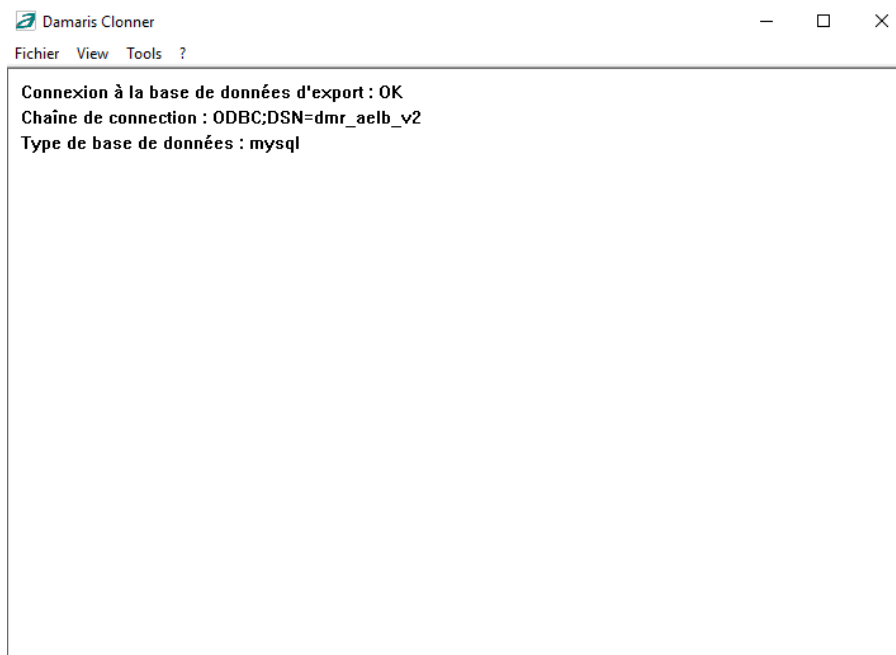 Damaris Clonner
Fichier View Tools ?
Connexion à la base de données d'export : OK
Chaîne de connection : ODBC;DSN=dmr_aelb_v2
Type de base de données : mysql